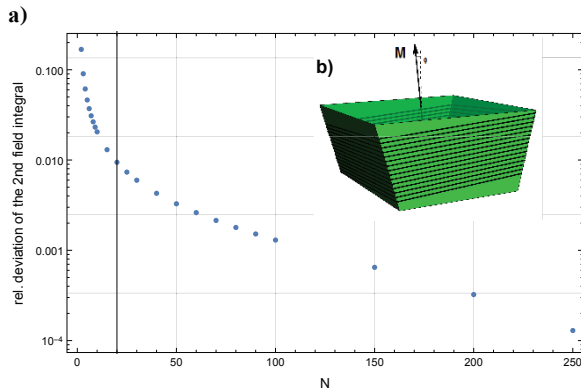 a)
b)
M
θ
rel. deviation of the 2nd field integral
0.100
0.010
0.001
10⁻⁴
0
50
100
150
200
250
N